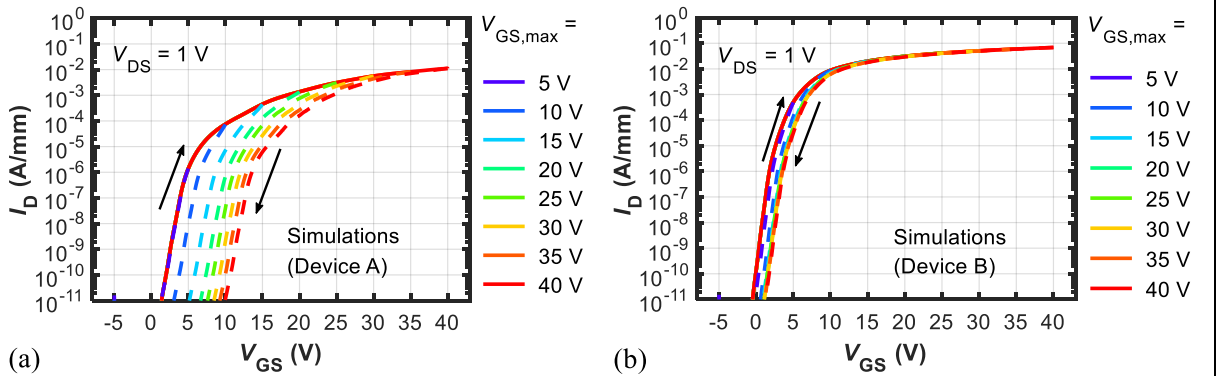 V_GS,max =
10^0
10^-1
10^-2
10^-3
10^-4
10^-5
10^-6
10^-7
10^-8
10^-9
10^-10
10^-11
I_D (A/mm)
V_DS = 1 V
Simulations
(Device A)
-5 0 5 10 15 20 25 30 35 40
V_GS (V)
5 V
10 V
15 V
20 V
25 V
30 V
35 V
40 V
(a)
V_GS,max =
10^0
10^-1
10^-2
10^-3
10^-4
10^-5
10^-6
10^-7
10^-8
10^-9
10^-10
10^-11
I_D (A/mm)
V_DS = 1 V
Simulations
(Device B)
-5 0 5 10 15 20 25 30 35 40
V_GS (V)
5 V
10 V
15 V
20 V
25 V
30 V
35 V
40 V
(b)